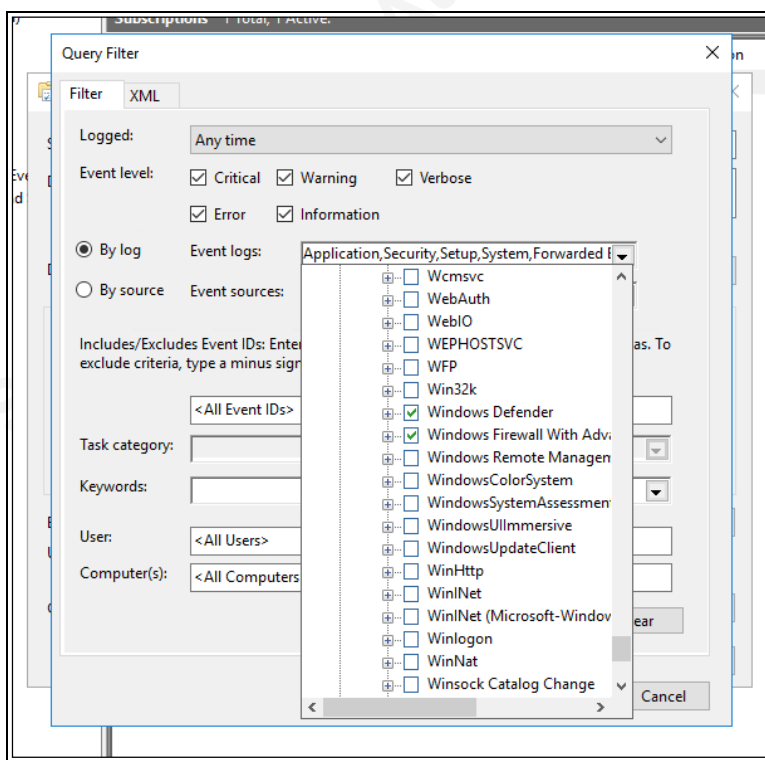 Subscriptions 1 Total, 1 Active.
Query Filter
Filter XML
Logged: Any time
Event level: Critical Warning Verbose
Error Information
By log Event logs: Application,Security,Setup,System,Forwarded E
By source Event sources:
Wcmsvc
WebAuth
WebIO
WEPHOSTSVC
WFP
Win32k
Windows Defender
Windows Firewall With Adva
Windows Remote Managem
WindowsColorSystem
WindowsSystemAssessmen
WindowsUIImmersive
WindowsUpdateClient
WinHttp
WinINet
WinINet (Microsoft-Window
Winlogon
WinNat
Winsock Catalog Change
Includes/Excludes Event IDs: Enter as. To
exclude criteria, type a minus sign
<All Event IDs>
Task category:
Keywords:
User: <All Users>
Computer(s): <All Computers
ear
Cancel